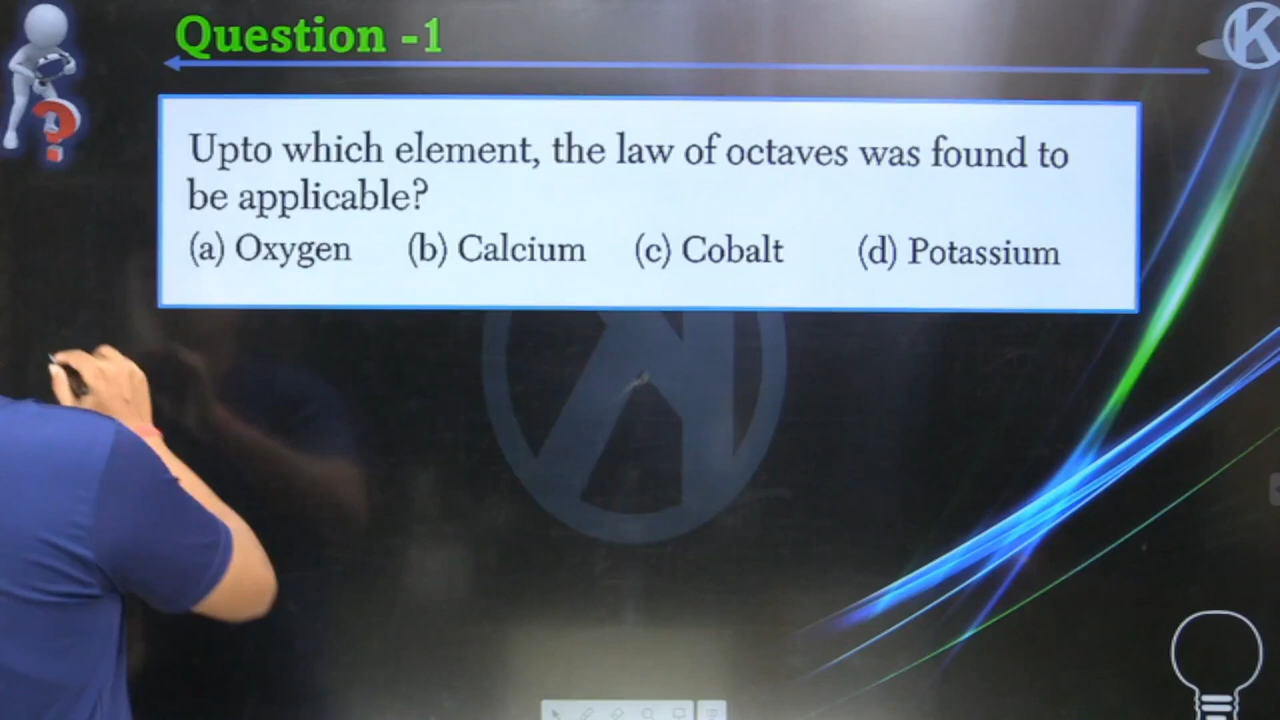 Question -1
K
Upto which element, the law of octaves was found to
be applicable?
(a) Oxygen (b) Calcium (c) Cobalt (d) Potassium